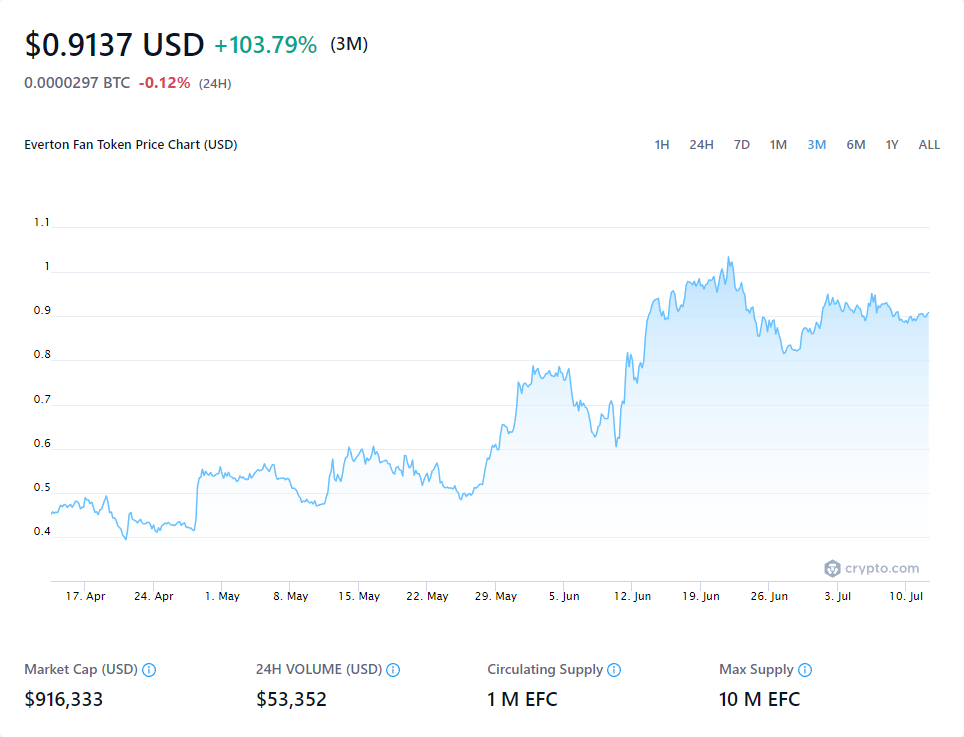 $0.9137 USD +103.79% (3M)
0.0000297 BTC -0.12% (24H)
Everton Fan Token Price Chart (USD)
1H 24H 7D 1M 3M 6M 1Y ALL
1.1
1
0.9
0.8
0.7
0.6
0.5
0.4
crypto.com
17. Apr 24. Apr 1. May 8. May 15. May 22. May 29. May 5. Jun 12. Jun 19. Jun 26. Jun 3. Jul 10. Jul
Market Cap (USD) 24H VOLUME (USD) Circulating Supply Max Supply
$916,333 $53,352 1 M EFC 10 M EFC